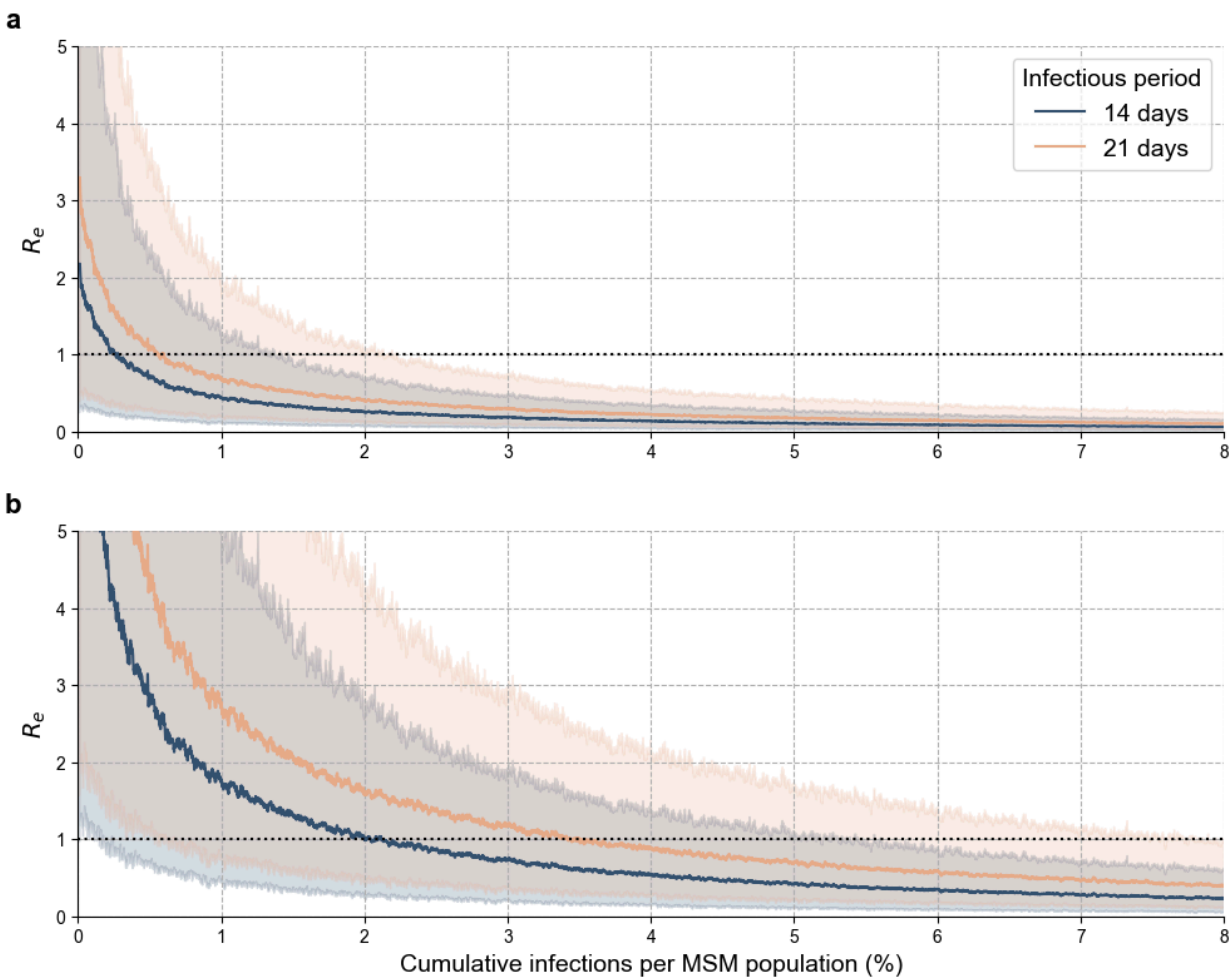 a
5
4
3
2
1
0
Rₑ
Infectious period
14 days
21 days
0 1 2 3 4 5 6 7 8
b
5
4
3
2
1
0
Rₑ
0 1 2 3 4 5 6 7 8
Cumulative infections per MSM population (%)